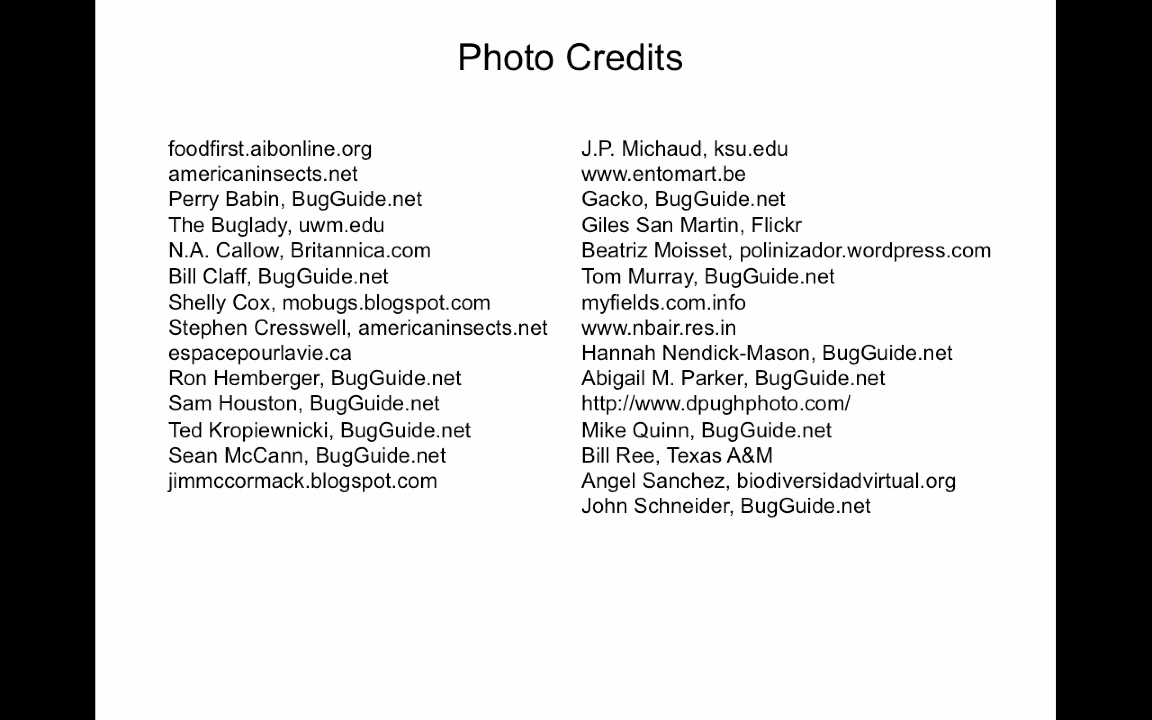 Photo Credits
foodfirst.aibonline.org
americaninsects.net
Perry Babin, BugGuide.net
The Buglady, uwm.edu
N.A. Callow, Britannica.com
Bill Claff, BugGuide.net
Shelly Cox, mobugs.blogspot.com
Stephen Cresswell, americaninsects.net
espacepourlavie.ca
Ron Hemberger, BugGuide.net
Sam Houston, BugGuide.net
Ted Kropiewnicki, BugGuide.net
Sean McCann, BugGuide.net
jimmccormack.blogspot.com
J.P. Michaud, ksu.edu
www.entomart.be
Gacko, BugGuide.net
Giles San Martin, Flickr
Beatriz Moisset, polinizador.wordpress.com
Tom Murray, BugGuide.net
myfields.com.info
www.nbair.res.in
Hannah Nendick-Mason, BugGuide.net
Abigail M. Parker, BugGuide.net
http://www.dpughphoto.com/
Mike Quinn, BugGuide.net
Bill Ree, Texas A&M
Angel Sanchez, biodiversidadvirtual.org
John Schneider, BugGuide.net